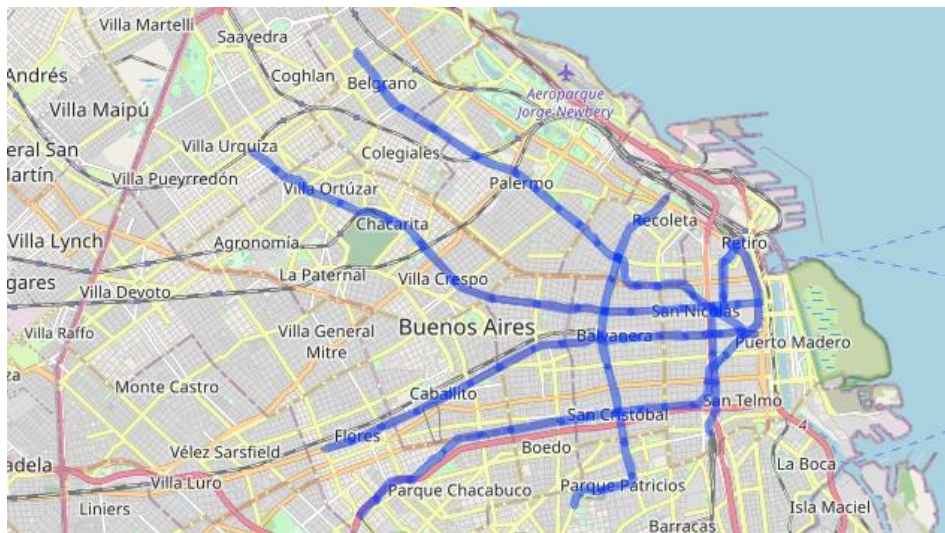 Villa Martelli
Saavedra
Andrés
Coghlan
Belgrano
Aeroparque
Jorge Newbery
Villa Maipú
eral San
Martín
Villa Urquiza
Colegiales
Villa Pueyrredón
Villa Ortúzar
Palermo
Chacarita
Recoleta
Villa Lynch
Agronomía
Retiro
La Paternal
Villa Crespo
gares
Villa Devoto
San Nicolás
Villa Raffo
Villa General
Mitre
Buenos Aires
Balvanera
Puerto Madero
za
Monte Castro
Caballito
San Telmo
San Cristóbal
4
Flores
Boedo
Vélez Sarsfield
adela
La Boca
Villa Luro
Parque Chacabuco
Parque Patricios
Liniers
Isla Maciel
Barracas